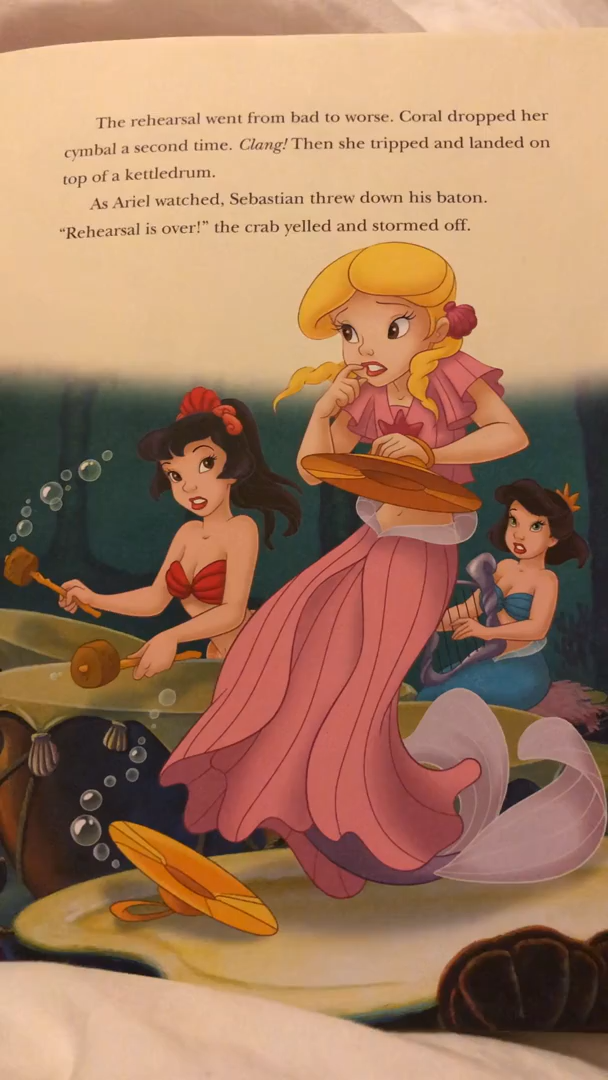 The rehearsal went from bad to worse. Coral dropped her
cymbal a second time. Clang! Then she tripped and landed on
top of a kettledrum.
As Ariel watched, Sebastian threw down his baton.
“Rehearsal is over!” the crab yelled and stormed off.